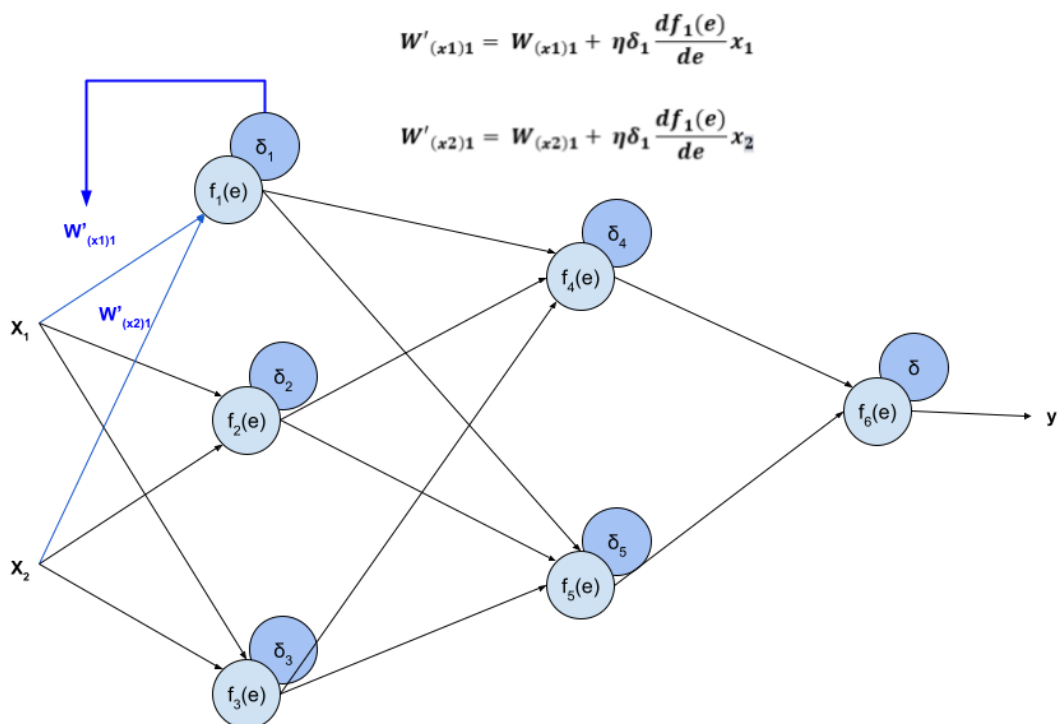 W'₍ₓ₁₎₁ = W₍ₓ₁₎₁ + ηδ₁ df₁(e)/de x₁
W'₍ₓ₂₎₁ = W₍ₓ₂₎₁ + ηδ₁ df₁(e)/de x₂
δ₁
f₁(e)
W'₍ₓ₁₎₁
δ₄
f₄(e)
W'₍ₓ₂₎₁
X₁
δ₂
f₂(e)
δ
f₆(e)
y
δ₅
f₅(e)
X₂
δ₃
f₃(e)